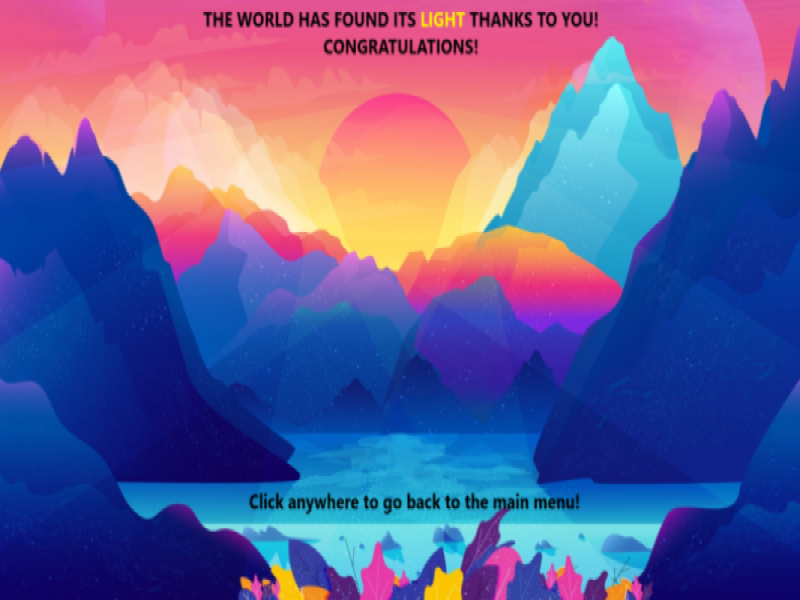 THE WORLD HAS FOUND ITS LIGHT THANKS TO YOU!
CONGRATULATIONS!
Click anywhere to go back to the main menu!